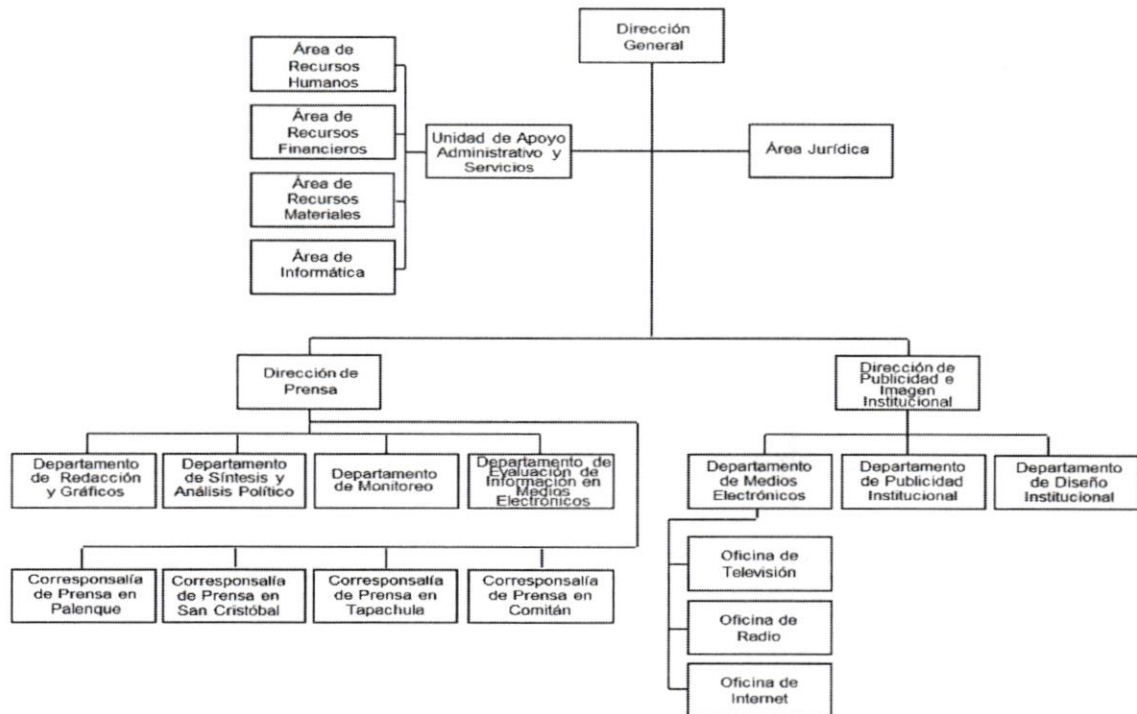 Dirección
General
Área de
Recursos
Humanos
Área de
Recursos
Financieros
Unidad de Apoyo
Administrativo y
Servicios
Área Jurídica
Área de
Recursos
Materiales
Área de
Informática
Dirección de
Prensa
Dirección de
Publicidad e
Imagen
Institucional
Departamento
de Redacción
y Gráficos
Departamento
de Síntesis y
Análisis Político
Departamento
de Monitoreo
Departamento de
Evaluación de
Información en
Medios
Electrónicos
Departamento
de Medios
Electrónicos
Departamento
de Publicidad
Institucional
Departamento
de Diseño
Institucional
Corresponsalía
de Prensa en
Palenque
Corresponsalía
de Prensa en
San Cristóbal
Corresponsalía
de Prensa en
Tapachula
Corresponsalía
de Prensa en
Comitán
Oficina de
Televisión
Oficina de
Radio
Oficina de
Internet